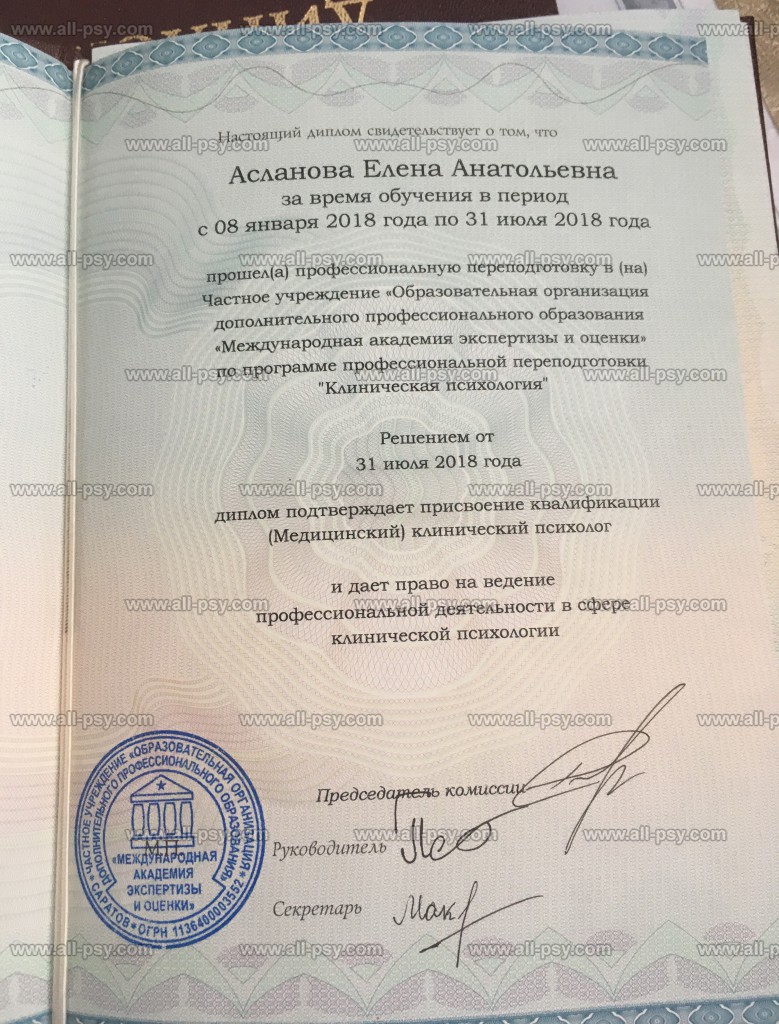 Настоящий диплом свидетельствует о том, что
Асланова Елена Анатольевна
за время обучения в период
с 08 января 2018 года по 31 июля 2018 года
прошел(а) профессиональную переподготовку в (на)
Частное учреждение «Образовательная организация
дополнительного профессионального образования
«Международная академия экспертизы и оценки»
по программе профессиональной переподготовки
"Клиническая психология"
Решением от
31 июля 2018 года
диплом подтверждает присвоение квалификации
(Медицинский) клинический психолог
и дает право на ведение
профессиональной деятельности в сфере
клинической психологии
Председатель комиссии
Руководитель
Секретарь
М.П.
ЧАСТНОЕ УЧРЕЖДЕНИЕ «ОБРАЗОВАТЕЛЬНАЯ ОРГАНИЗАЦИЯ
ДОПОЛНИТЕЛЬНОГО ПРОФЕССИОНАЛЬНОГО ОБРАЗОВАНИЯ»
«МЕЖДУНАРОДНАЯ
АКАДЕМИЯ
ЭКСПЕРТИЗЫ
И ОЦЕНКИ»
* САРАТОВ * ОГРН 1136400003552 *
www.all-psy.com